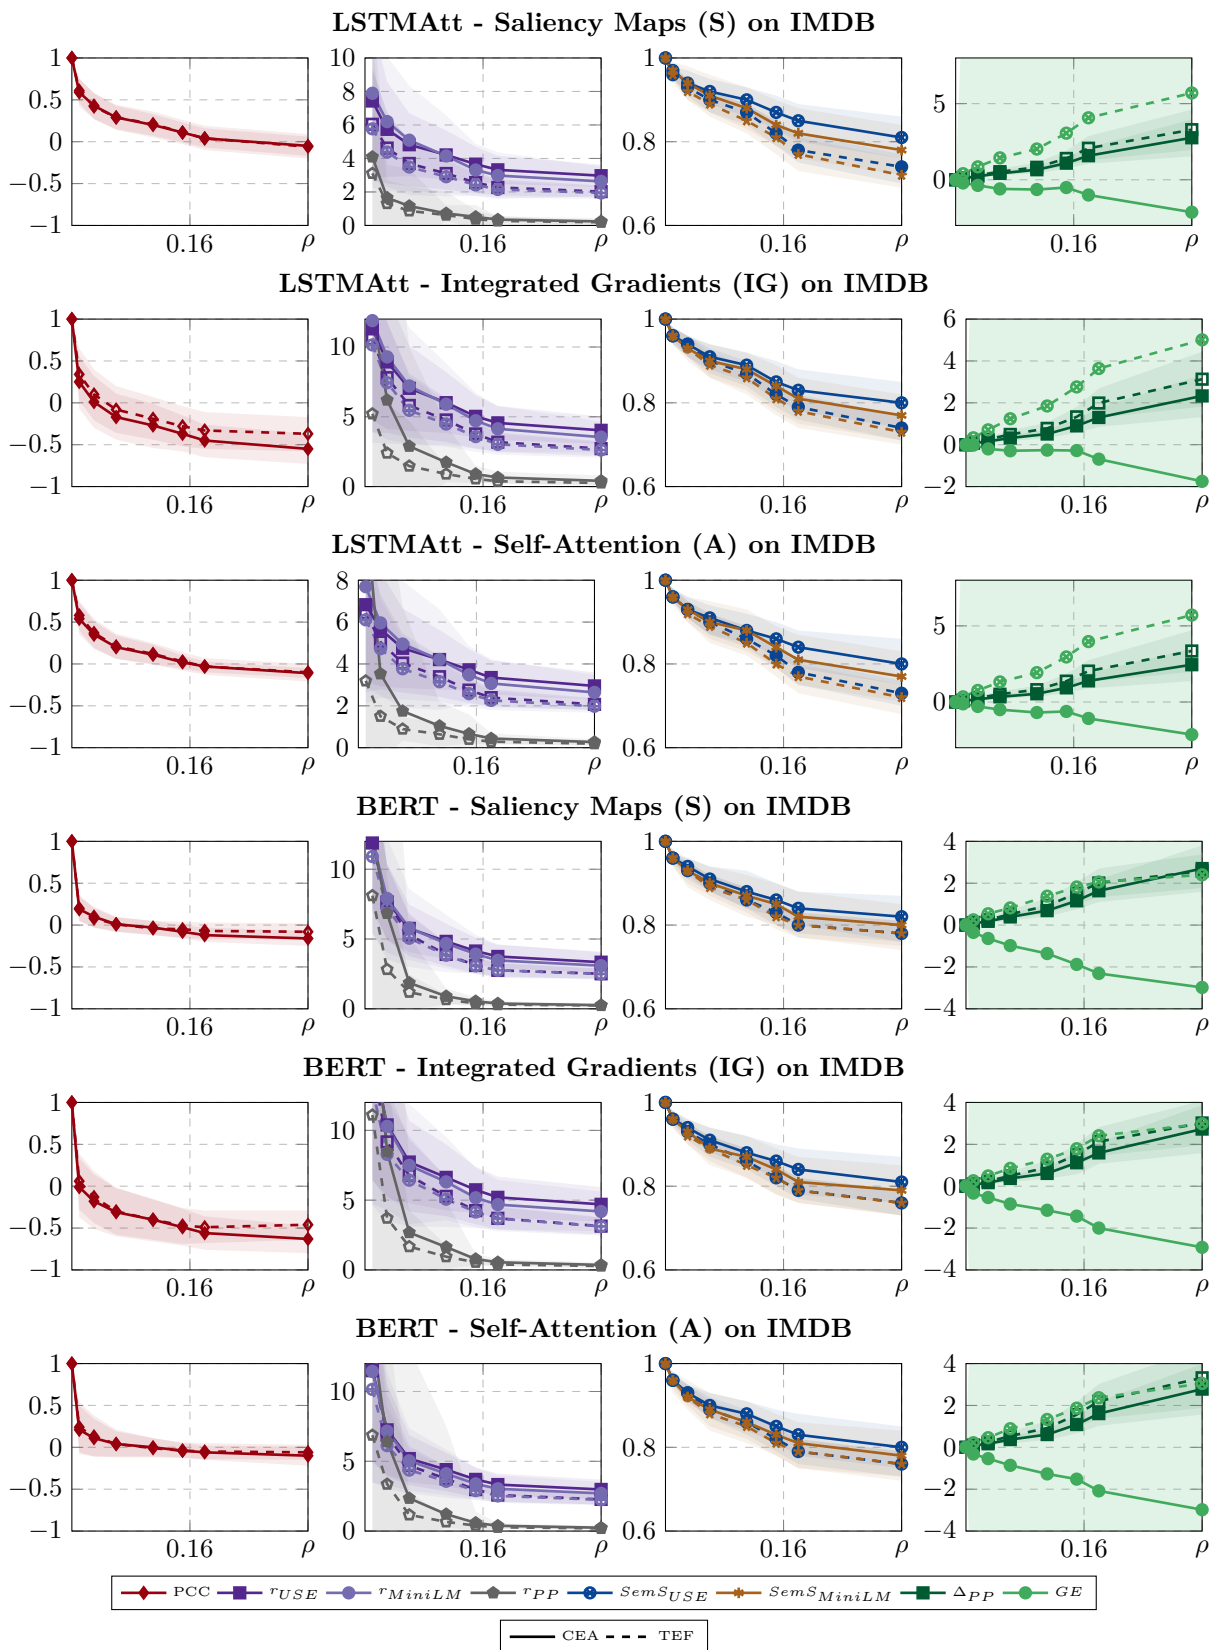 LSTMAtt - Saliency Maps (S) on IMDB
1 0.5 0 −0.5 −1 0.16 ρ
10 8 6 4 2 0 0.16 ρ
1 0.8 0.6 0.16 ρ
5 0 0.16 ρ
LSTMAtt - Integrated Gradients (IG) on IMDB
1 0.5 0 −0.5 −1 0.16 ρ
10 5 0 0.16 ρ
1 0.8 0.6 0.16 ρ
6 4 2 0 −2 0.16 ρ
LSTMAtt - Self-Attention (A) on IMDB
1 0.5 0 −0.5 −1 0.16 ρ
8 6 4 2 0 0.16 ρ
1 0.8 0.6 0.16 ρ
5 0 0.16 ρ
BERT - Saliency Maps (S) on IMDB
1 0.5 0 −0.5 −1 0.16 ρ
10 5 0 0.16 ρ
1 0.8 0.6 0.16 ρ
4 2 0 −2 −4 0.16 ρ
BERT - Integrated Gradients (IG) on IMDB
1 0.5 0 −0.5 −1 0.16 ρ
10 5 0 0.16 ρ
1 0.8 0.6 0.16 ρ
4 2 0 −2 −4 0.16 ρ
BERT - Self-Attention (A) on IMDB
1 0.5 0 −0.5 −1 0.16 ρ
10 5 0 0.16 ρ
1 0.8 0.6 0.16 ρ
4 2 0 −2 −4 0.16 ρ
PCC r_USE r_MiniLM r_PP SemS_USE SemS_MiniLM Δ_PP GE
CEA TEF